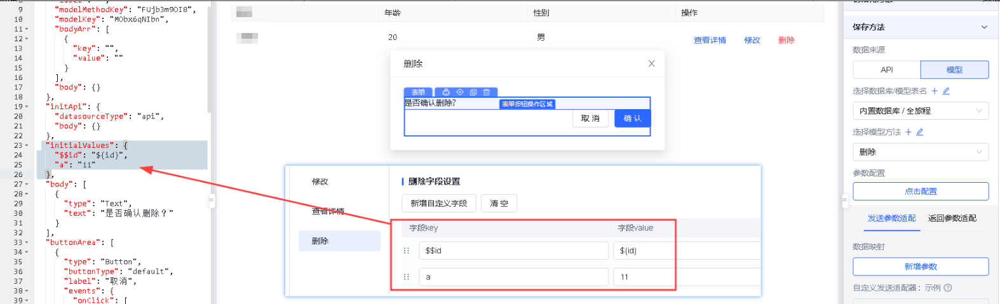 9 "modelMethodKey": "FUjb3m9OI8",
10 "modelKey": "MObx6qNIbn",
11 "bodyArr": [
12 {
13 "key": "",
14 "value": ""
15 }
16 ],
17 "body": {}
18 },
19 "initApi": {
20 "datasourceType": "api",
21 "body": {}
22 },
23 "initialValues": {
24 "$$id": "${id}",
25 "a": "11"
26 },
27 "body": [
28 {
29 "type": "Text",
30 "text": "是否确认删除？"
31 }
32 ],
33 "buttonArea": [
34 {
35 "type": "Button",
36 "buttonType": "default",
37 "label": "取消",
38 "events": {
39 "onClick": [
年龄 性别 操作
20 男 查看详情 修改 删除
删除
表单
是否确认删除？ 表单按钮操作区域
取 消 确 认
修改
查看详情
删除
删除字段设置
新增自定义字段 清 空
字段key 字段value
$$id ${id}
a 11
保存方法
数据来源
API 模型
选择数据库/模型表名
内置数据库 / 全旅程
选择模型方法
删除
参数配置
点击配置
发送参数适配 返回参数适配
数据映射
新增参数
自定义发送适配器：示例